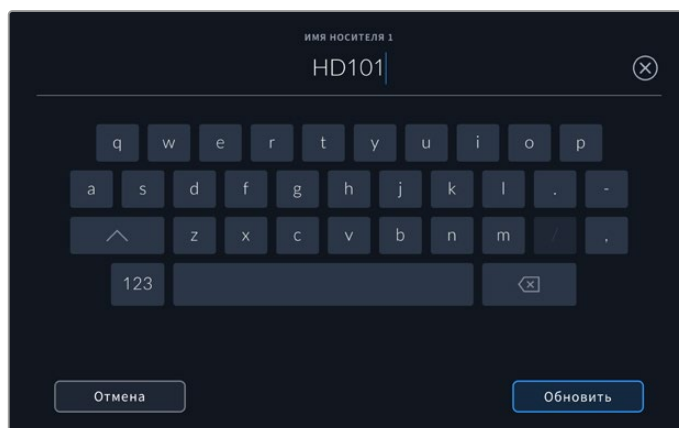 ИМЯ НОСИТЕЛЯ 1
HD101
q w e r t y u i o p
a s d f g h j k l . -
z x c v b n m / ,
123
Отмена Обновить